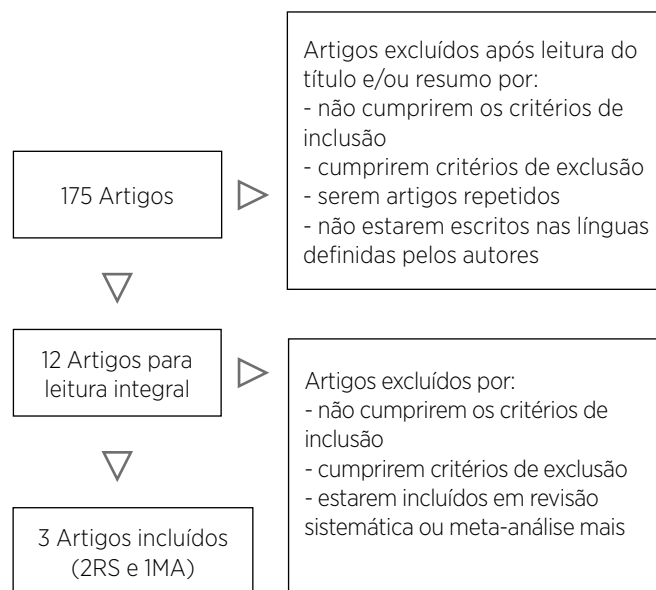 175 Artigos
Artigos excluídos após leitura do
título e/ou resumo por:
- não cumprirem os critérios de
inclusão
- cumprirem critérios de exclusão
- serem artigos repetidos
- não estarem escritos nas línguas
definidas pelos autores
12 Artigos para
leitura integral
Artigos excluídos por:
- não cumprirem os critérios de
inclusão
- cumprirem critérios de exclusão
- estarem incluídos em revisão
sistemática ou meta-análise mais
3 Artigos incluídos
(2RS e 1MA)